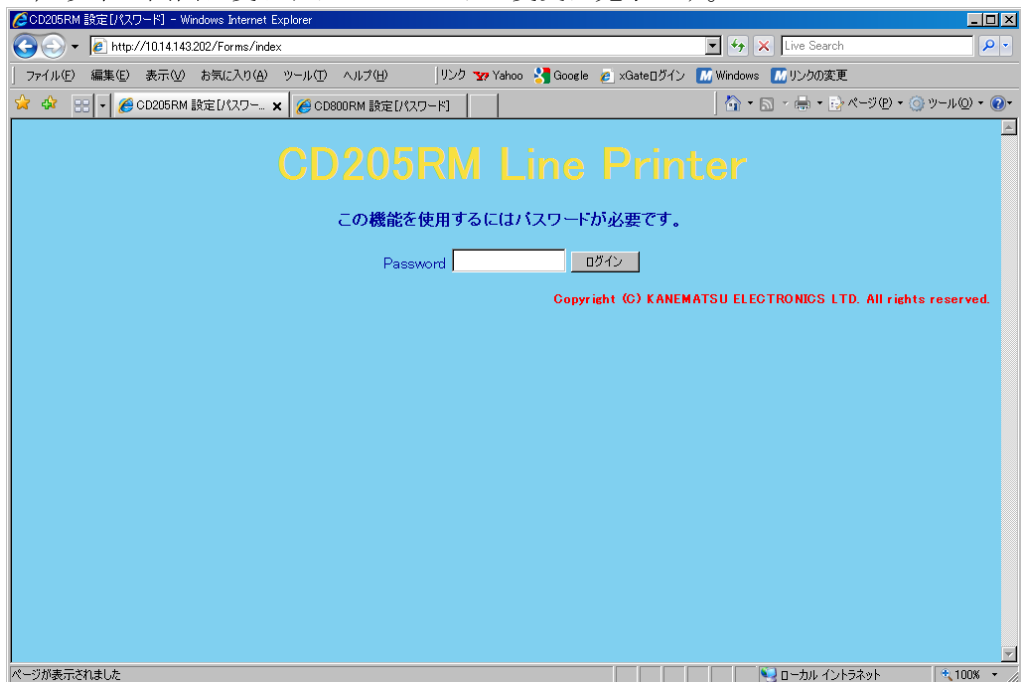 CD205RM 設定[パスワード] - Windows Internet Explorer
http://10.14.143.202/Forms/index
Live Search
ファイル(F) 編集(E) 表示(V) お気に入り(A) ツール(T) ヘルプ(H) リンク Yahoo Google xGateログイン Windows リンクの変更
CD205RM 設定[パスワー... CD800RM 設定[パスワード] ページ(P) ツール(O)
CD205RM Line Printer
この機能を使用するにはパスワードが必要です。
Password ログイン
Copyright (C) KANEMATSU ELECTRONICS LTD. All rights reserved.
ページが表示されました ローカル イントラネット 100%